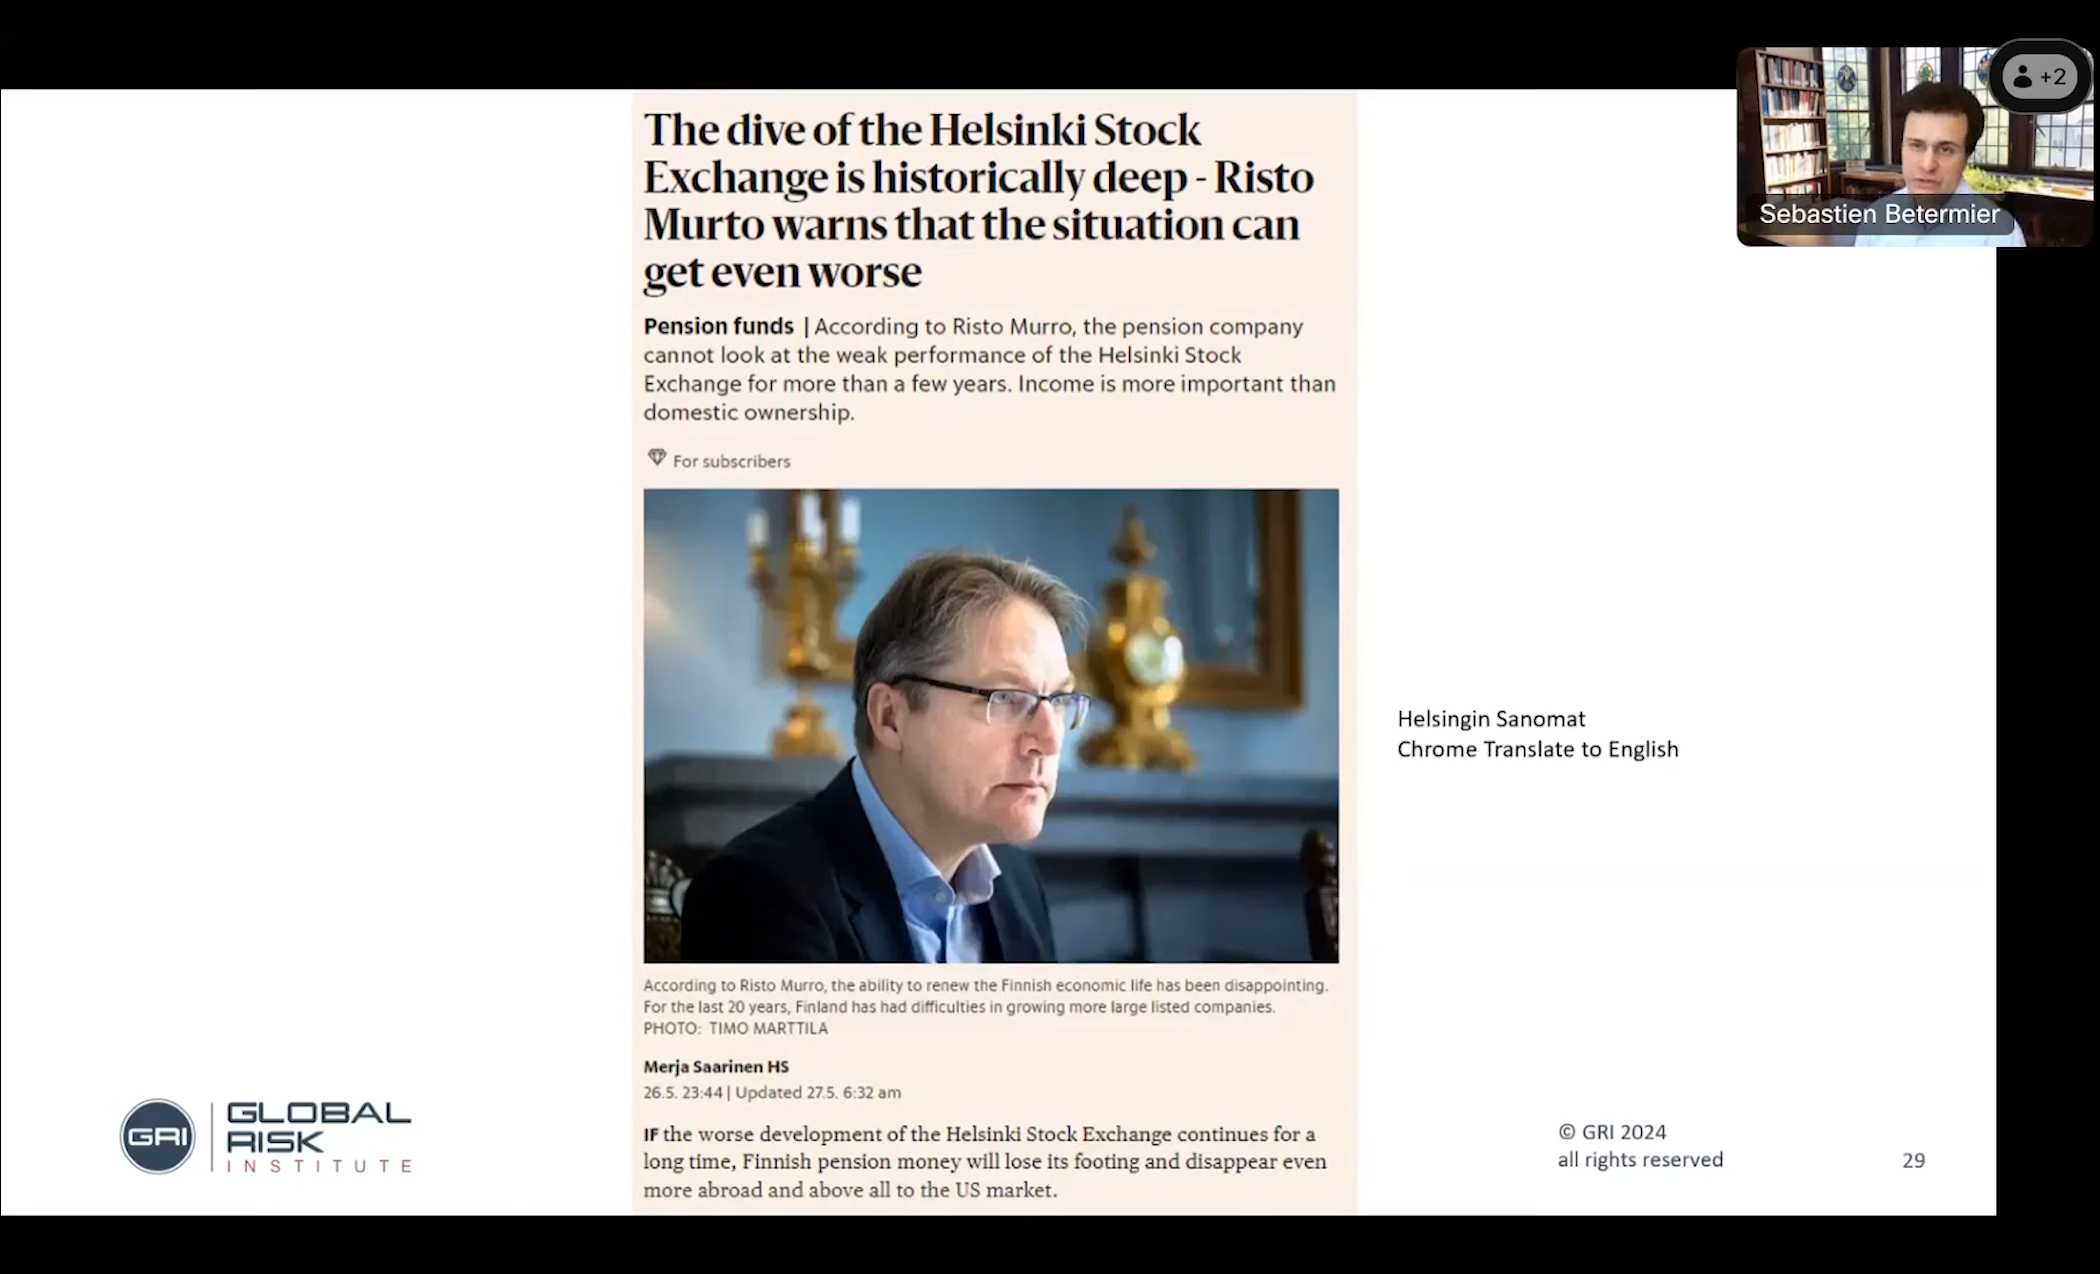 The dive of the Helsinki Stock
Exchange is historically deep - Risto
Murto warns that the situation can
get even worse
Pension funds | According to Risto Murro, the pension company
cannot look at the weak performance of the Helsinki Stock
Exchange for more than a few years. Income is more important than
domestic ownership.
For subscribers
According to Risto Murro, the ability to renew the Finnish economic life has been disappointing.
For the last 20 years, Finland has had difficulties in growing more large listed companies.
PHOTO: TIMO MARTTILA
Merja Saarinen HS
26.5. 23:44 | Updated 27.5. 6:32 am
IF the worse development of the Helsinki Stock Exchange continues for a
long time, Finnish pension money will lose its footing and disappear even
more abroad and above all to the US market.
Helsingin Sanomat
Chrome Translate to English
+2
Sebastien Betermier
GRI
GLOBAL
RISK
INSTITUTE
© GRI 2024
all rights reserved
29